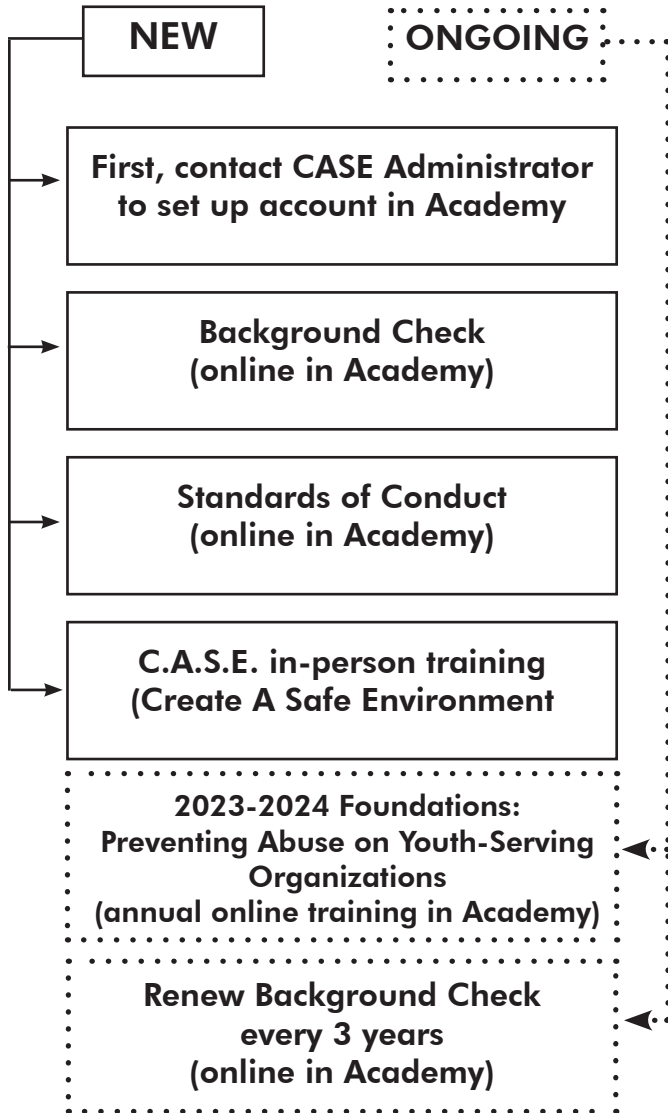 NEW
ONGOING
First, contact CASE Administrator
to set up account in Academy
Background Check
(online in Academy)
Standards of Conduct
(online in Academy)
C.A.S.E. in-person training
(Create A Safe Environment
2023-2024 Foundations:
Preventing Abuse on Youth-Serving
Organizations
(annual online training in Academy)
Renew Background Check
every 3 years
(online in Academy)